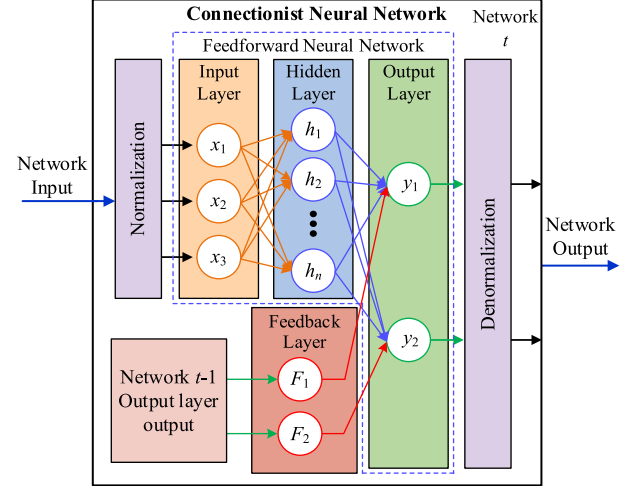 Connectionist Neural Network
Network
t
Feedforward Neural Network
Input
Layer
Hidden
Layer
Output
Layer
Normalization
x1
x2
x3
h1
h2
hn
y1
y2
Denormalization
Network
Input
Network
Output
Feedback
Layer
F1
F2
Network t-1
Output layer
output